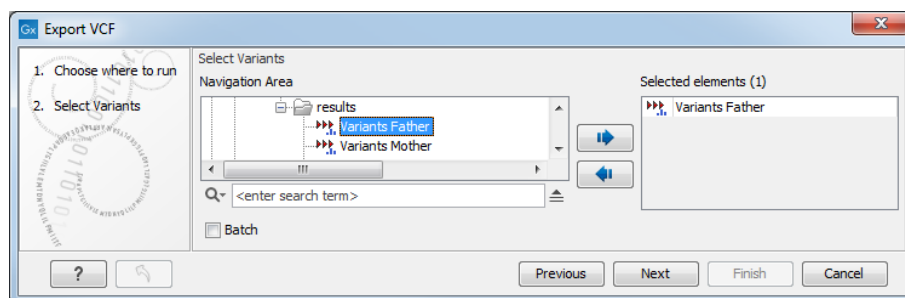 Gx Export VCF
X
1. Choose where to run
2. Select Variants
Select Variants
Navigation Area
results
Variants Father
Variants Mother
<enter search term>
Batch
Selected elements (1)
Variants Father
?
Previous
Next
Finish
Cancel